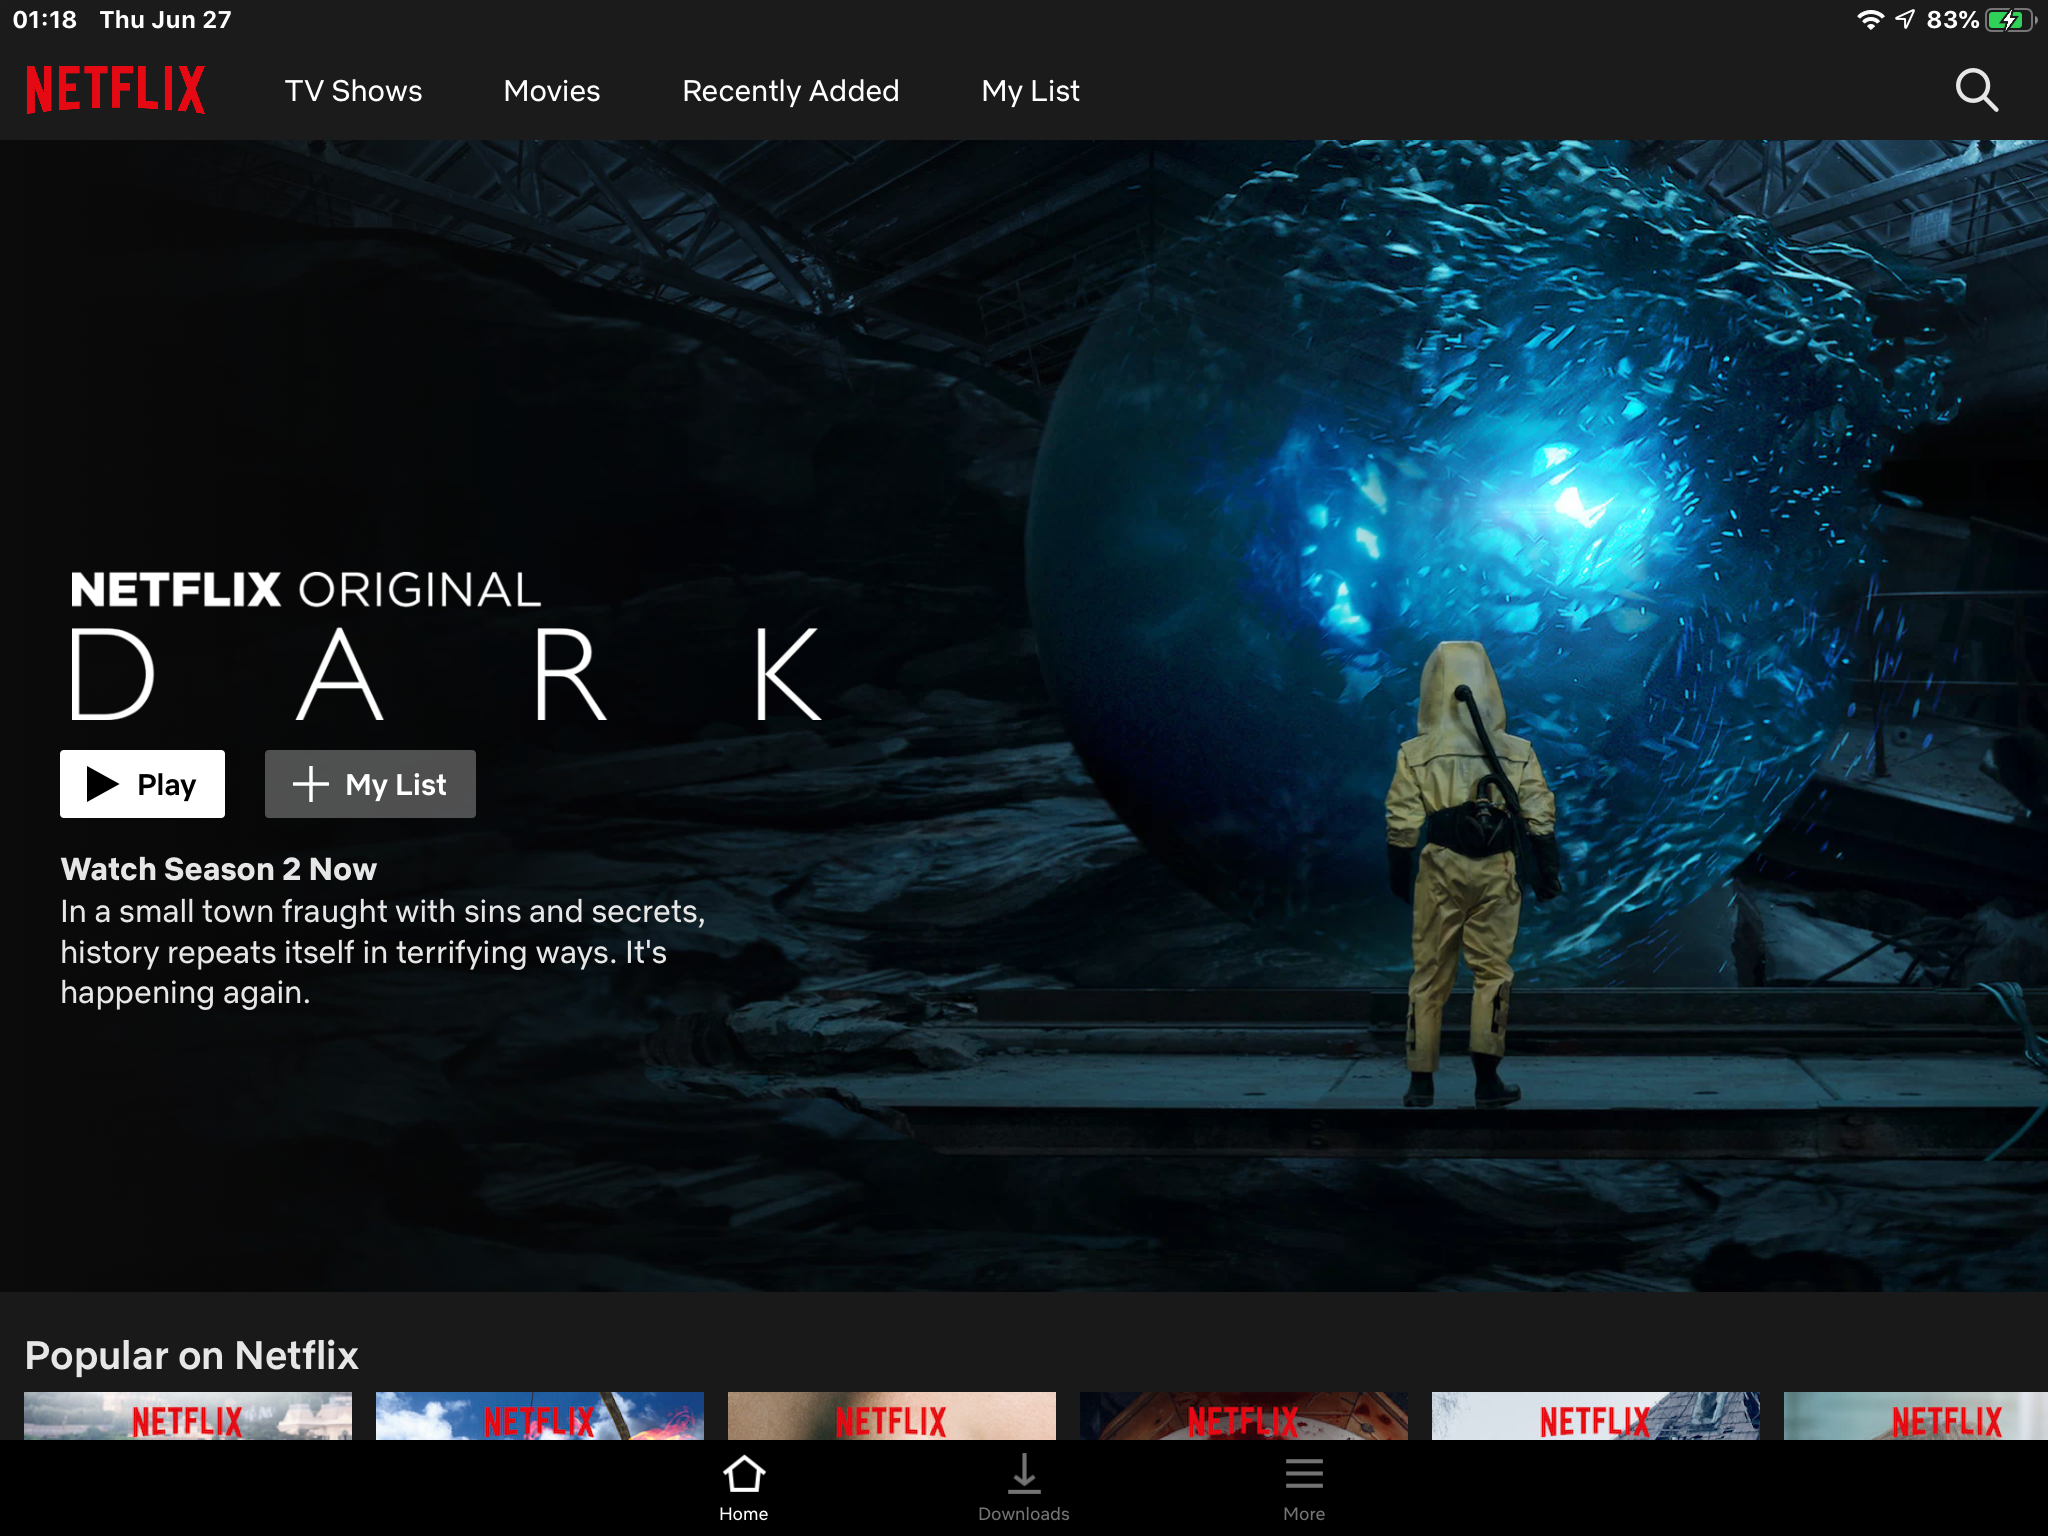 01:18 Thu Jun 27
83%
NETFLIX TV Shows Movies Recently Added My List
NETFLIX ORIGINAL
DARK
Play My List
Watch Season 2 Now
In a small town fraught with sins and secrets,
history repeats itself in terrifying ways. It's
happening again.
Popular on Netflix
NETFLIX NETFLIX NETFLIX NETFLIX NETFLIX NETFLIX
Home Downloads More